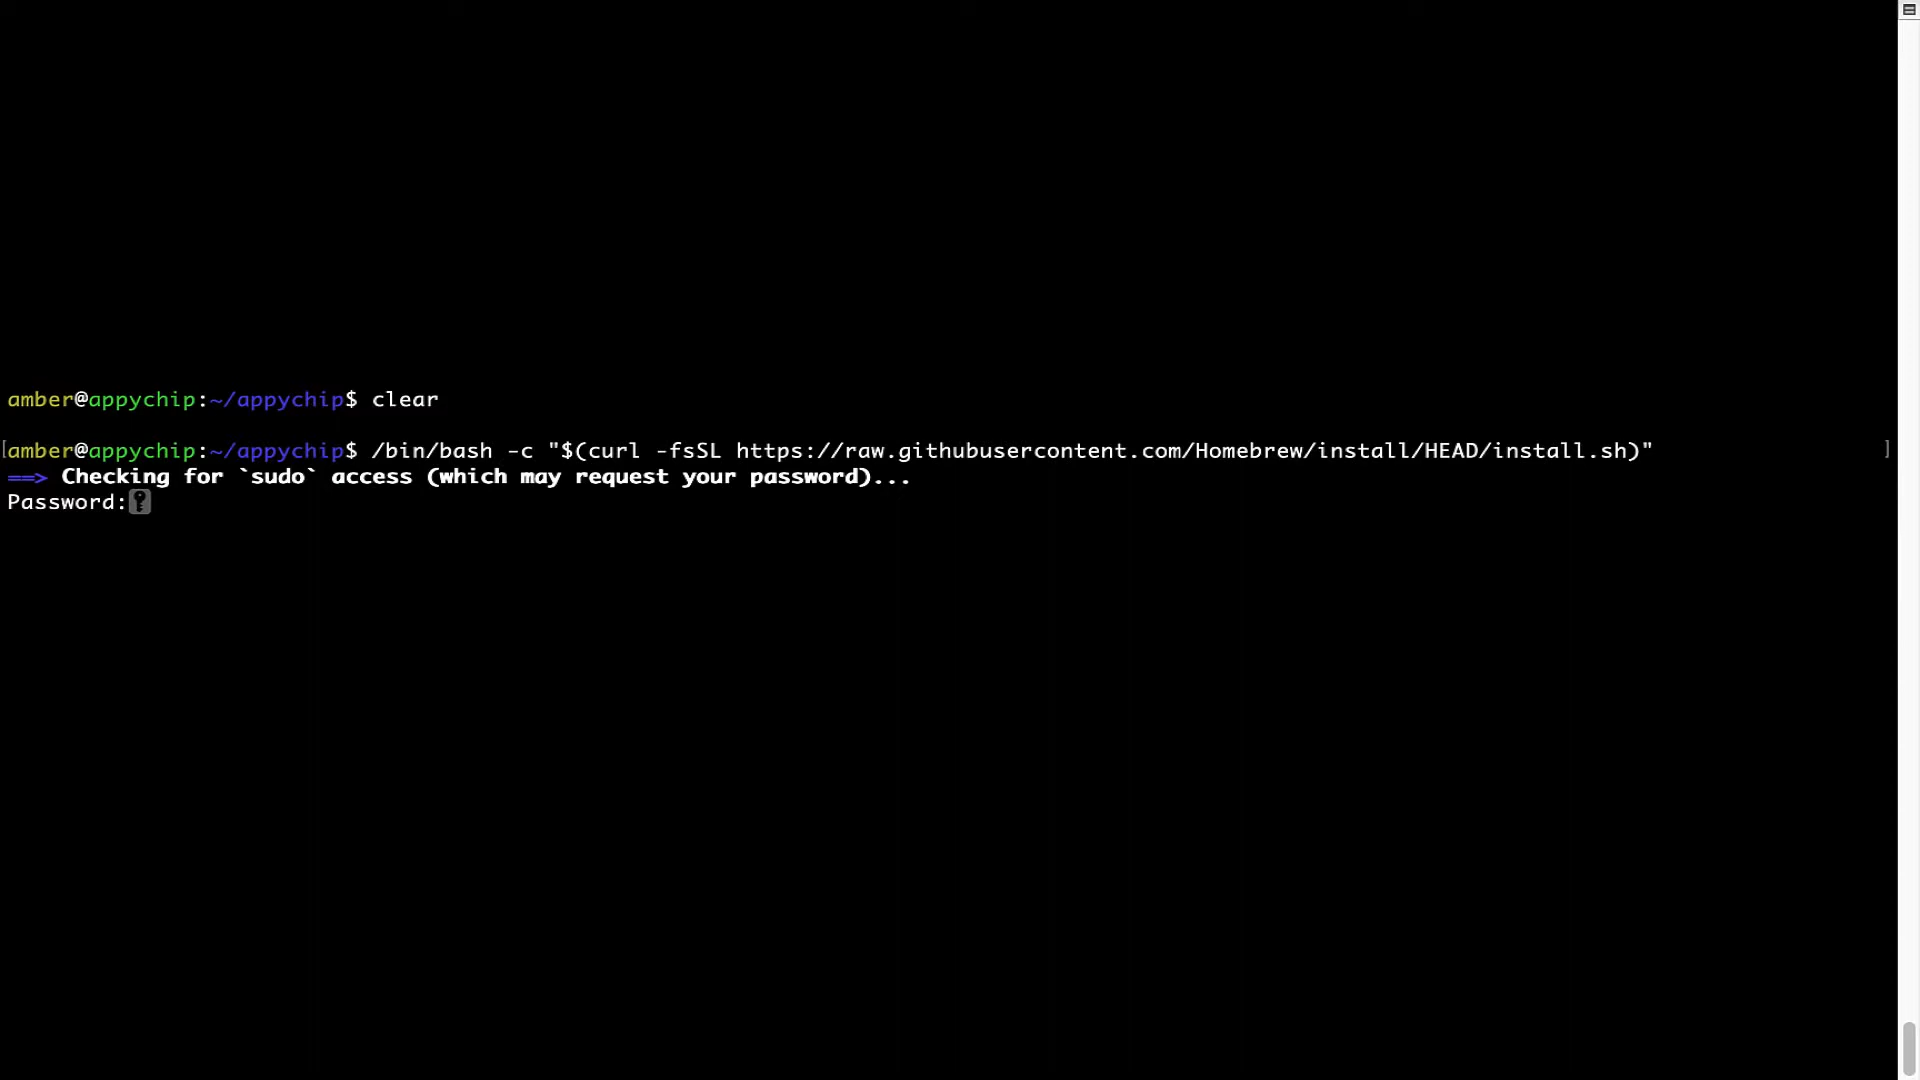 amber@appychip:~/appychip$ clear
[amber@appychip:~/appychip$ /bin/bash -c "$(curl -fsSL https://raw.githubusercontent.com/Homebrew/install/HEAD/install.sh)" ]
==> Checking for `sudo` access (which may request your password)...
Password: